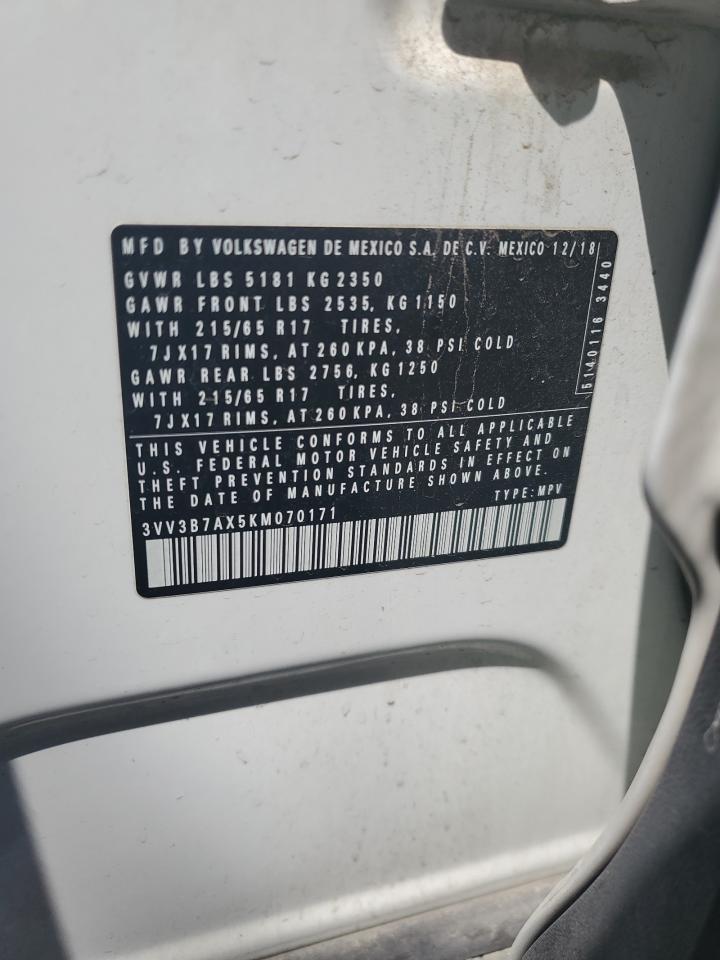 MFD BY VOLKSWAGEN DE MEXICO S.A. DE C.V. MEXICO 12/18
GVWR LBS 5181 KG 2350
GAWR FRONT LBS 2535, KG 1150
WITH 215/65 R17 TIRES,
7JX17 RIMS, AT 260 KPA, 38 PSI COLD
GAWR REAR LBS 2756, KG 1250
WITH 215/65 R17 TIRES,
7JX17 RIMS, AT 260 KPA, 38 PSI COLD
5140116 3440
THIS VEHICLE CONFORMS TO ALL APPLICABLE
U.S. FEDERAL MOTOR VEHICLE SAFETY AND
THEFT PREVENTION STANDARDS IN EFFECT ON
THE DATE OF MANUFACTURE SHOWN ABOVE.
TYPE: MPV
3VV3B7AX5KM070171